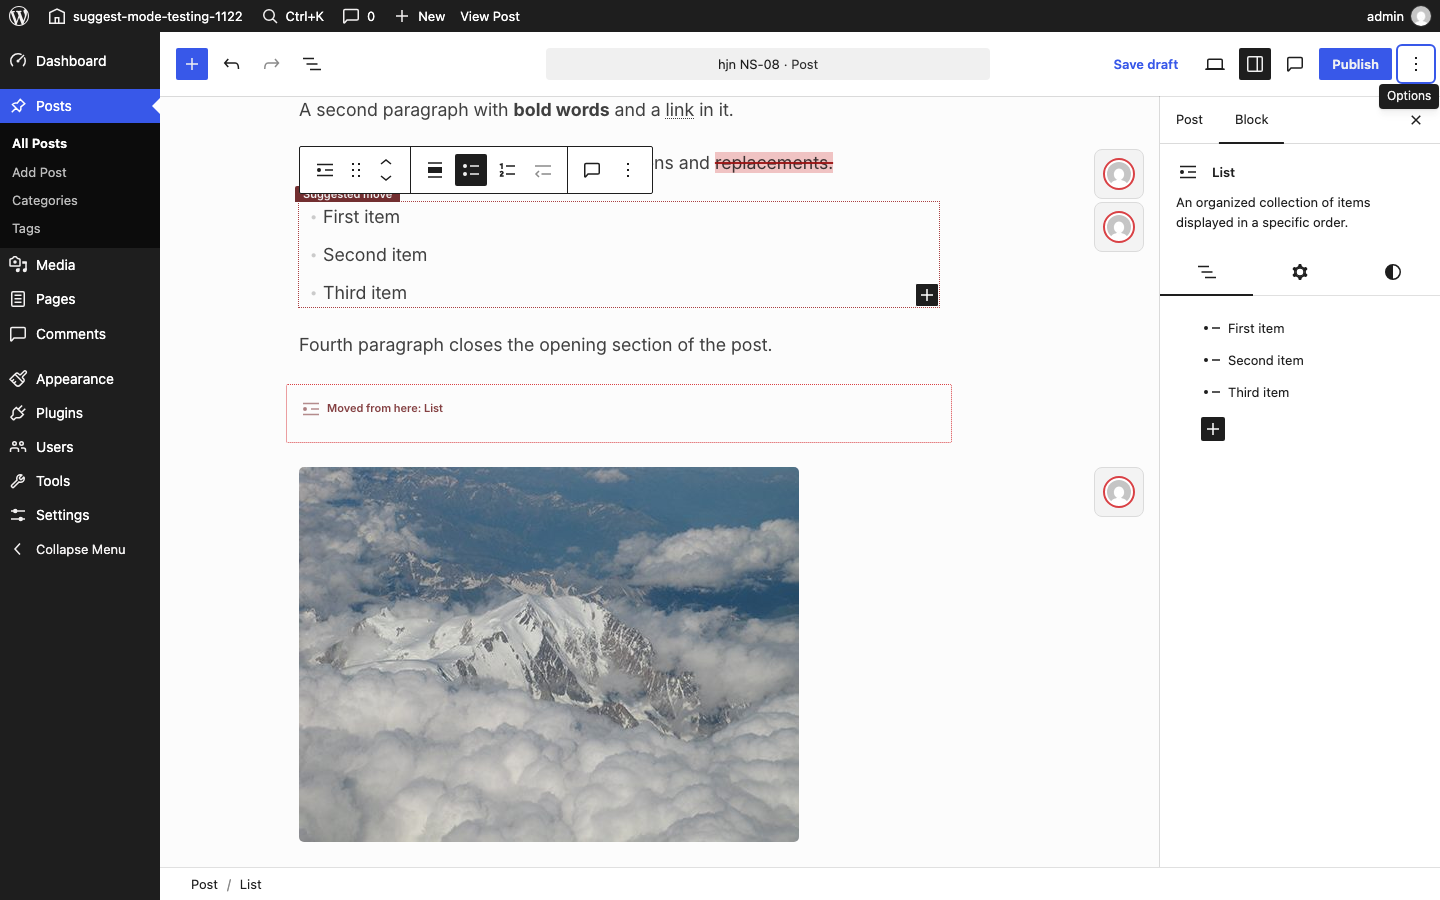 suggest-mode-testing-1122
Ctrl+K
0
New
View Post
admin
Dashboard
Posts
All Posts
Add Post
Categories
Tags
Media
Pages
Comments
Appearance
Plugins
Users
Tools
Settings
Collapse Menu
hjn NS-08 · Post
Save draft
Publish
Options
A second paragraph with bold words and a link in it.
ns and replacements.
Suggested move
First item
Second item
Third item
Fourth paragraph closes the opening section of the post.
Moved from here: List
Post
Block
List
An organized collection of items
displayed in a specific order.
First item
Second item
Third item
Post / List